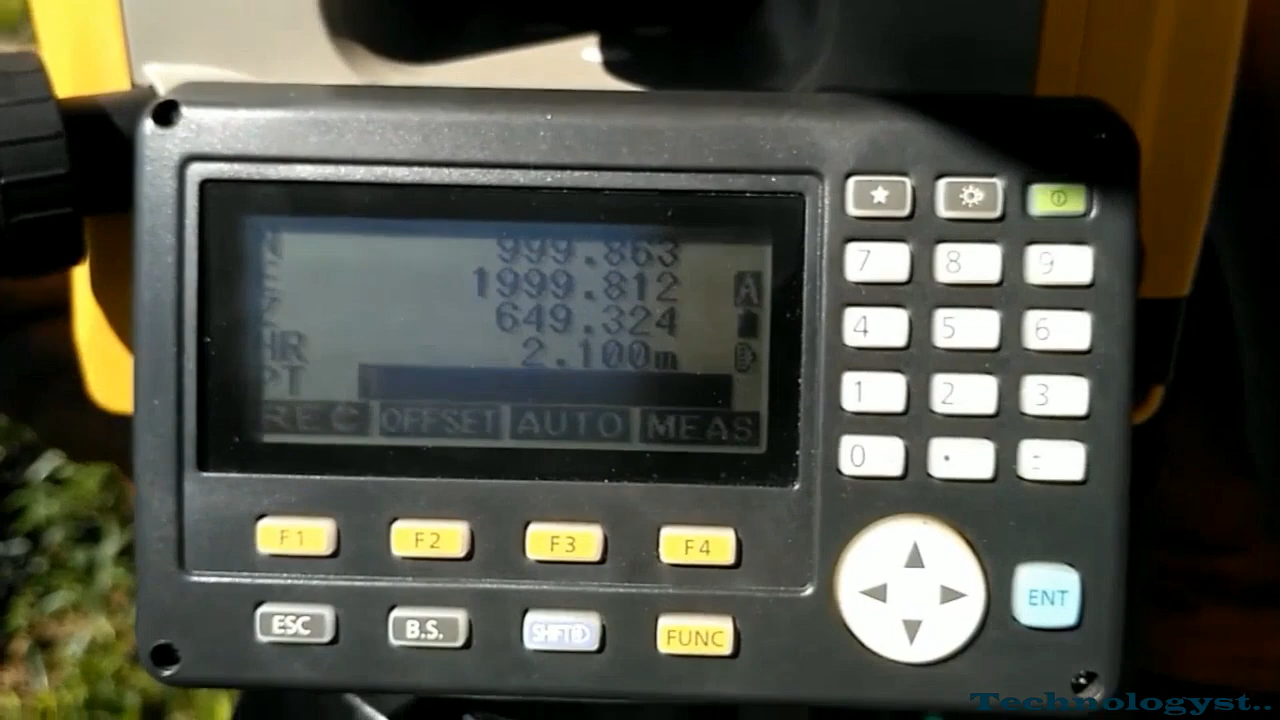 999.863
1999.812 A
649.324
HR 2.100m
PT
REC OFFSET AUTO MEAS
7 8 9
4 5 6
1 2 3
0 .
F1 F2 F3 F4
ESC B.S. SHIFT FUNC
ENT
Technologyst..